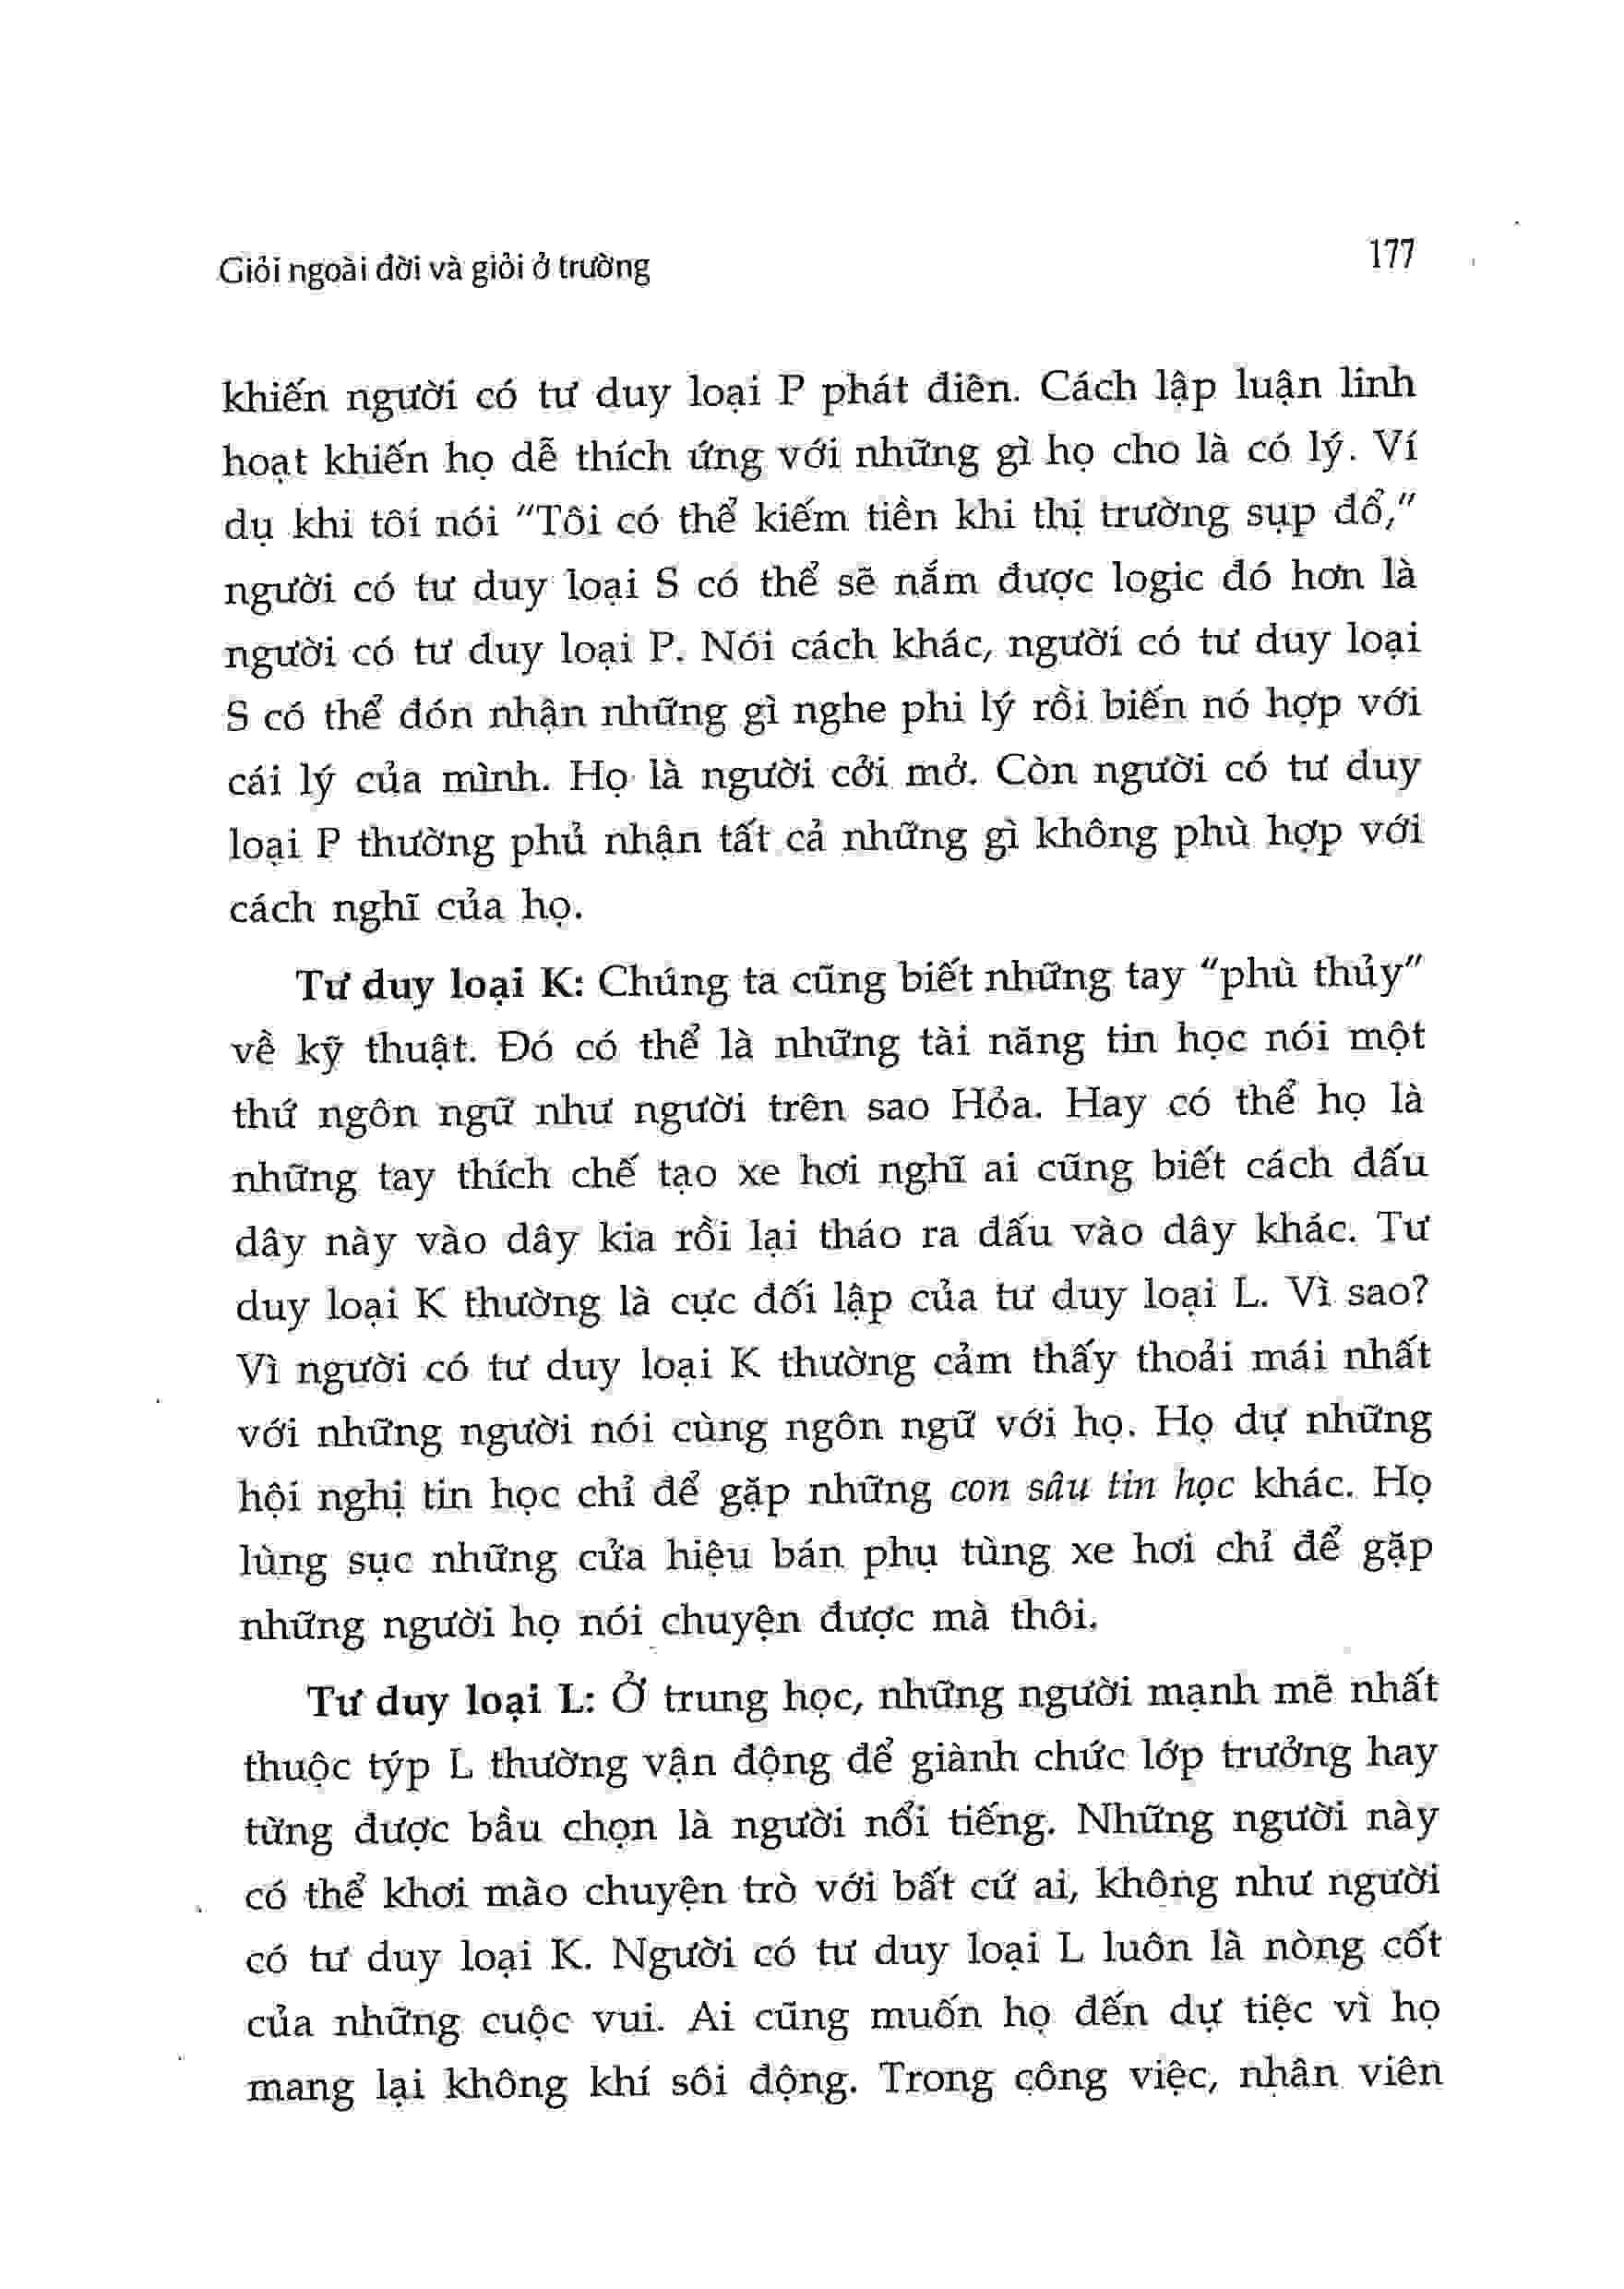 Giỏi ngoài đời và giỏi ở trường 177
khiến người có tư duy loại P phát điên. Cách lập luận linh
hoạt khiến họ dễ thích ứng với những gì họ cho là có lý. Ví
dụ khi tôi nói "Tôi có thể kiếm tiền khi thị trường sụp đổ,"
người có tư duy loại S có thể sẽ nắm được logic đó hơn là
người có tư duy loại P. Nói cách khác, người có tư duy loại
S có thể đón nhận những gì nghe phi lý rồi biến nó hợp với
cái lý của mình. Họ là người cởi mở. Còn người có tư duy
loại P thường phủ nhận tất cả những gì không phù hợp với
cách nghĩ của họ.
Tư duy loại K: Chúng ta cũng biết những tay "phù thủy"
về kỹ thuật. Đó có thể là những tài năng tin học nói một
thứ ngôn ngữ như người trên sao Hỏa. Hay có thể họ là
những tay thích chế tạo xe hơi nghĩ ai cũng biết cách đấu
dây này vào dây kia rồi lại tháo ra đấu vào dây khác. Tư
duy loại K thường là cực đối lập của tư duy loại L. Vì sao?
Vì người có tư duy loại K thường cảm thấy thoải mái nhất
với những người nói cùng ngôn ngữ với họ. Họ dự những
hội nghị tin học chỉ để gặp những con sâu tin học khác. Họ
lùng sục những cửa hiệu bán phụ tùng xe hơi chỉ để gặp
những người họ nói chuyện được mà thôi.
Tư duy loại L: Ở trung học, những người mạnh mẽ nhất
thuộc týp L thường vận động để giành chức lớp trưởng hay
từng được bầu chọn là người nổi tiếng. Những người này
có thể khơi mào chuyện trò với bất cứ ai, không như người
có tư duy loại K. Người có tư duy loại L luôn là nòng cốt
của những cuộc vui. Ai cũng muốn họ đến dự tiệc vì họ
mang lại không khí sôi động. Trong công việc, nhân viên